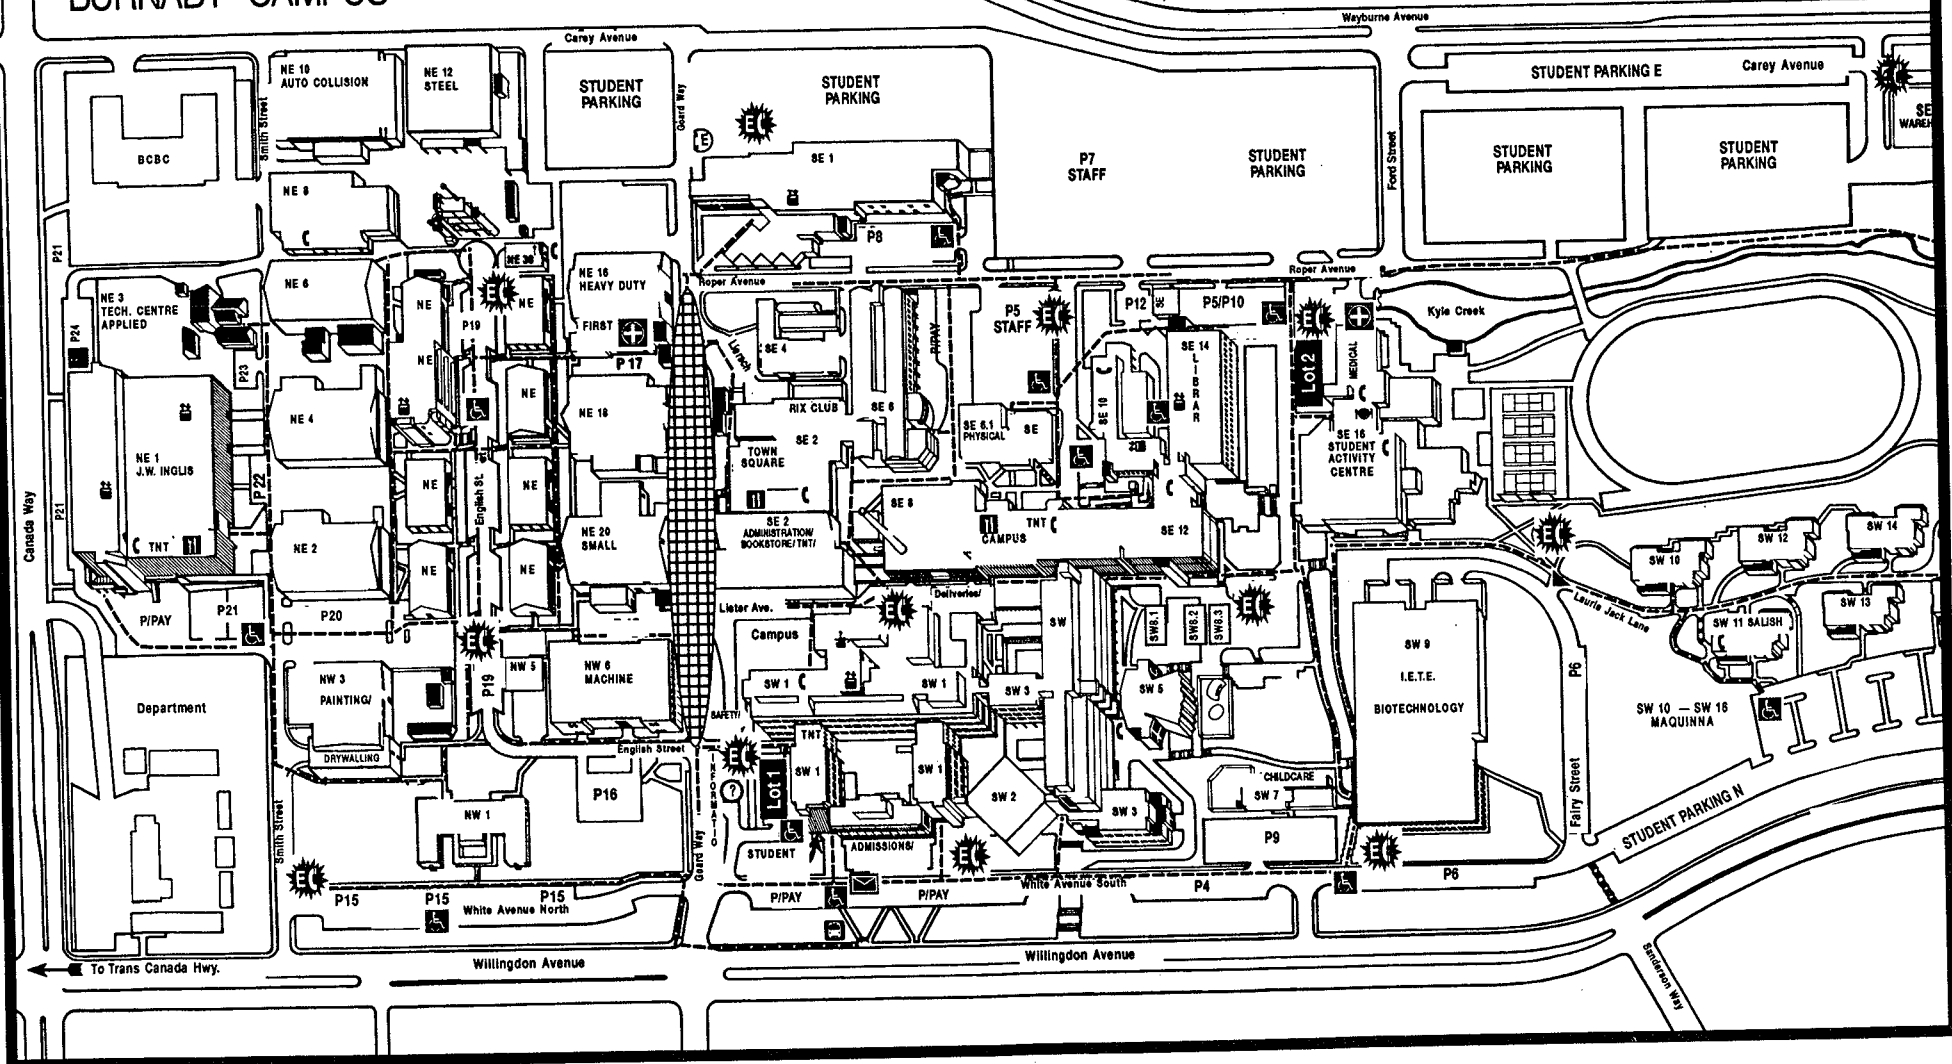 BURNABY CAMPUS
Wayburne Avenue
Carey Avenue
STUDENT PARKING E
Carey Avenue
NE 10
AUTO COLLISION
NE 12
STEEL
STUDENT
PARKING
STUDENT
PARKING
Smith Street
Goard Way
BCBC
E
SE 1
P7
STAFF
STUDENT
PARKING
Ford Street
STUDENT
PARKING
STUDENT
PARKING
SE
WAREH
NE 8
P21
P8
NE 6
NE 3
TECH. CENTRE
APPLIED
P24
NE
NE
P19
NE
NE 16
HEAVY DUTY
FIRST
P 17
Roper Avenue
Roper Avenue
SE 4
P/PAY
P5
STAFF
P12
SE
P5/P10
Kyle Creek
Lot 2
MEDICAL
P23
NE 4
NE
NE 18
RIX CLUB
SE 2
TOWN
SQUARE
SE 6
SE 6.1
PHYSICAL
SE
SE 10
SE 14
LIBRAR
SE 16
STUDENT
ACTIVITY
CENTRE
NE 1
J.W. INGLIS
P 22
P21
Canada Way
TNT
NE 2
NE
NE
NE
English St.
NE 20
SMALL
SE 2
ADMINISTRATION/
BOOKSTORE/TNT/
SE 8
TNT
CAMPUS
SE 12
SW 10
SW 12
SW 14
SW 13
SW 11 SALISH
Laurie Jack Lane
Deliveries/
Lister Ave.
P/PAY
P21
P20
Campus
SW
SW8.1
SW8.2
SW8.3
SW 9
I.E.T.E.
BIOTECHNOLOGY
P6
NW 3
PAINTING/
P19
NW 5
NW 6
MACHINE
SW 1
SW 1
SW 3
SW 5
SW 10 — SW 16
MAQUINNA
Department
DRYWALLING
English Street
SAFETY/
TNT
SW 1
SW 1
Lot 1
INFORMATIO
?
SW 2
SW 3
CHILDCARE
SW 7
Fairy Street
STUDENT PARKING N
P16
NW 1
Smith Street
Goard Way
STUDENT
ADMISSIONS/
P9
P6
P15
P15
P15
White Avenue North
P/PAY
P/PAY
White Avenue South
P4
To Trans Canada Hwy.
Willingdon Avenue
Willingdon Avenue
Sanderson Way